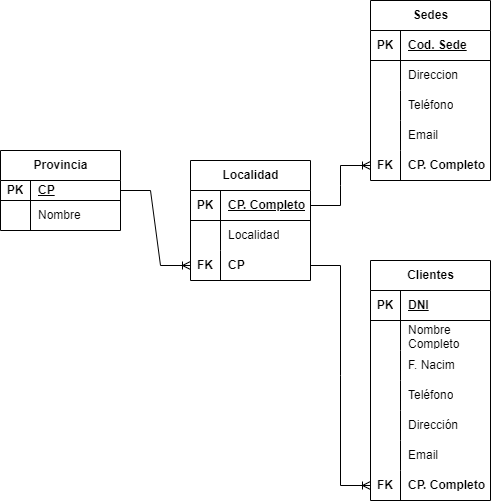 Sedes
PK Cod. Sede
Direccion
Teléfono
Email
FK CP. Completo
Provincia
PK CP
Nombre
Localidad
PK CP. Completo
Localidad
FK CP
Clientes
PK DNI
Nombre
Completo
F. Nacim
Teléfono
Dirección
Email
FK CP. Completo